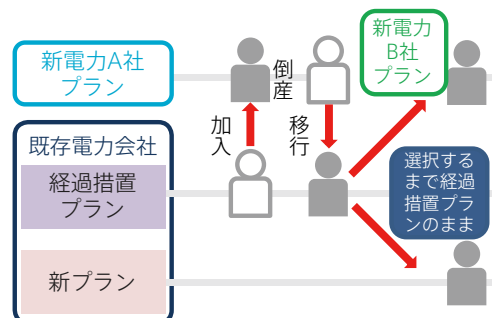 新電力A社
プラン
倒産
新電力
B社
プラン
加入
移行
既存電力会社
経過措置
プラン
選択する
まで経過
措置プラ
ンのまま
新プラン